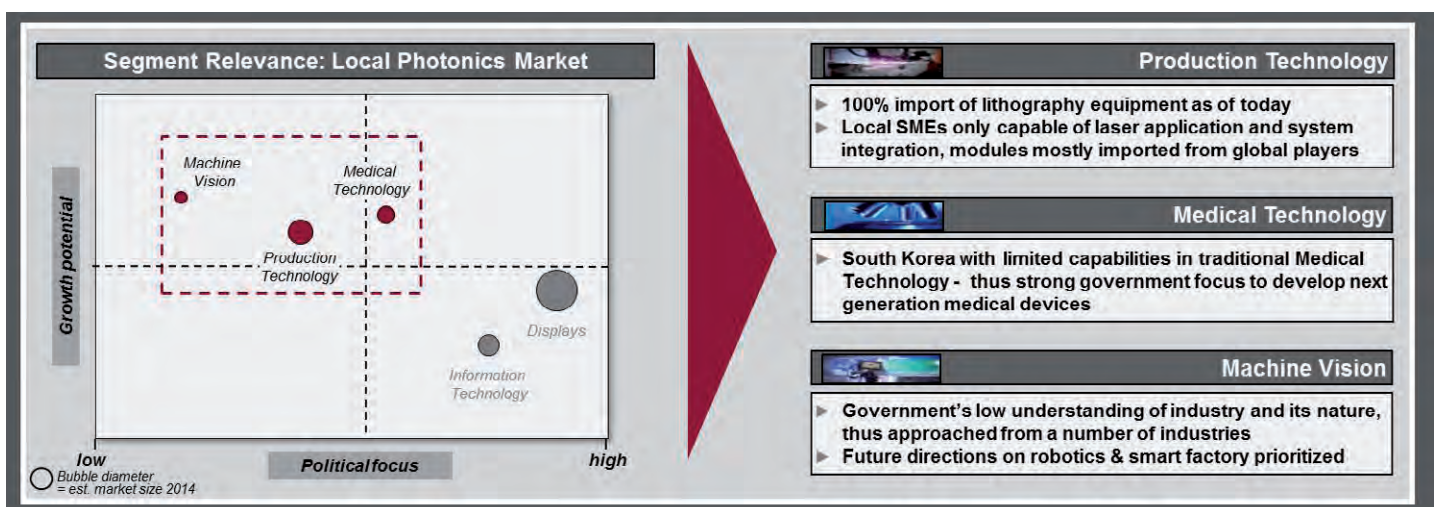 Segment Relevance: Local Photonics Market
Growth potential
Machine
Vision
Medical
Technology
Production
Technology
Displays
Information
Technology
low
Political focus
high
Bubble diameter
= est. market size 2014
Production Technology
100% import of lithography equipment as of today
Local SMEs only capable of laser application and system
integration, modules mostly imported from global players
Medical Technology
South Korea with limited capabilities in traditional Medical
Technology - thus strong government focus to develop next
generation medical devices
Machine Vision
Government's low understanding of industry and its nature,
thus approached from a number of industries
Future directions on robotics & smart factory prioritized